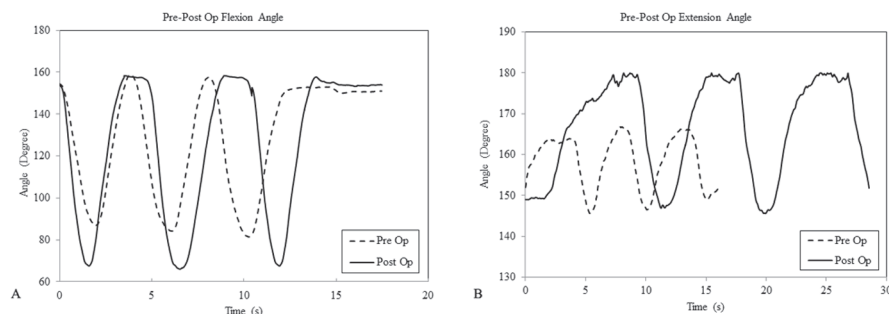 Pre-Post Op Flexion Angle
180
160
140
120
100
80
60
Angle (Degree)
0
5
10
15
20
Time (s)
Pre Op
Post Op
A
Pre-Post Op Extension Angle
190
180
170
160
150
140
130
Angle (Degree)
0
5
10
15
20
25
30
Time (s)
Pre Op
Post Op
B